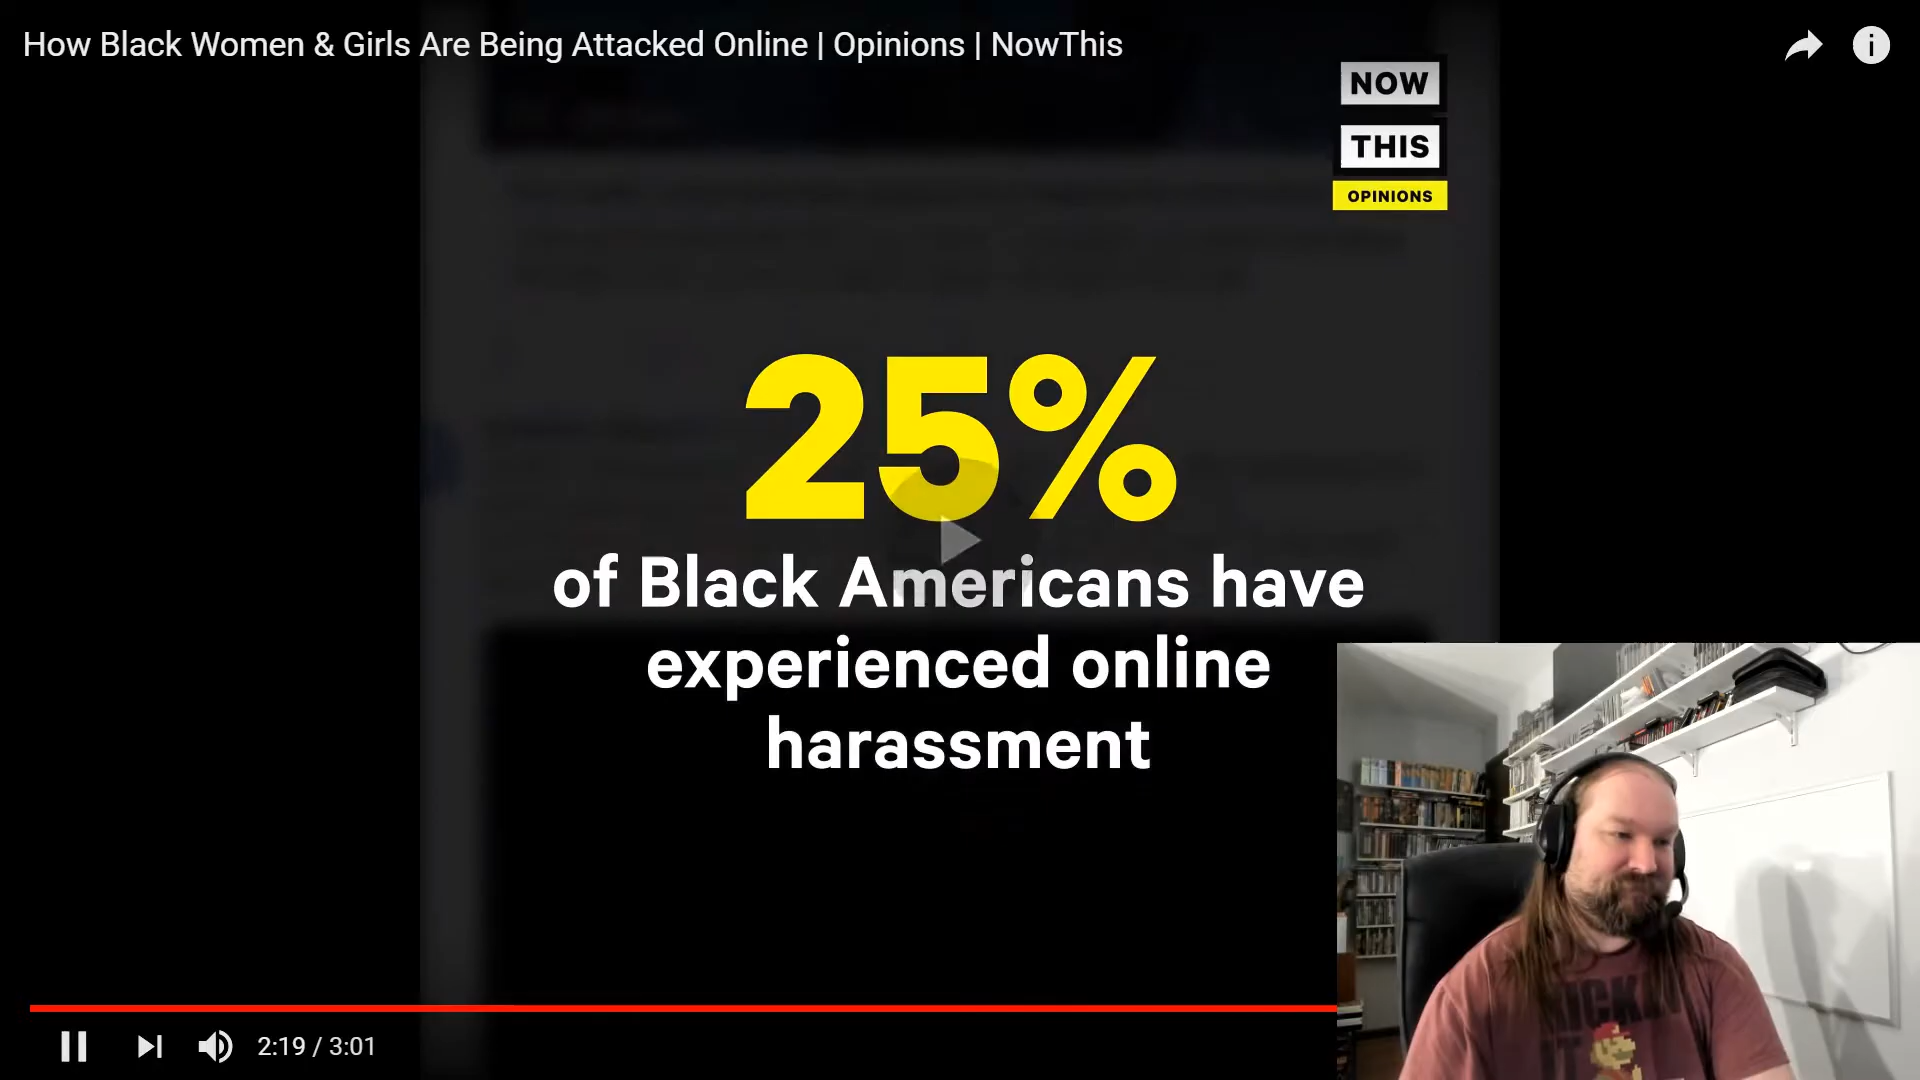 How Black Women & Girls Are Being Attacked Online | Opinions | NowThis
NOW
THIS
OPINIONS
25%
of Black Americans have
experienced online
harassment
2:19 / 3:01